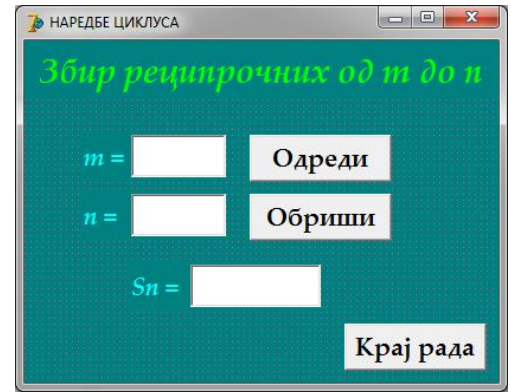 НАРЕДБЕ ЦИКЛУСА
Збир реципрочних од m до n
m = Одреди
n = Обриши
Sn =
Крај рада